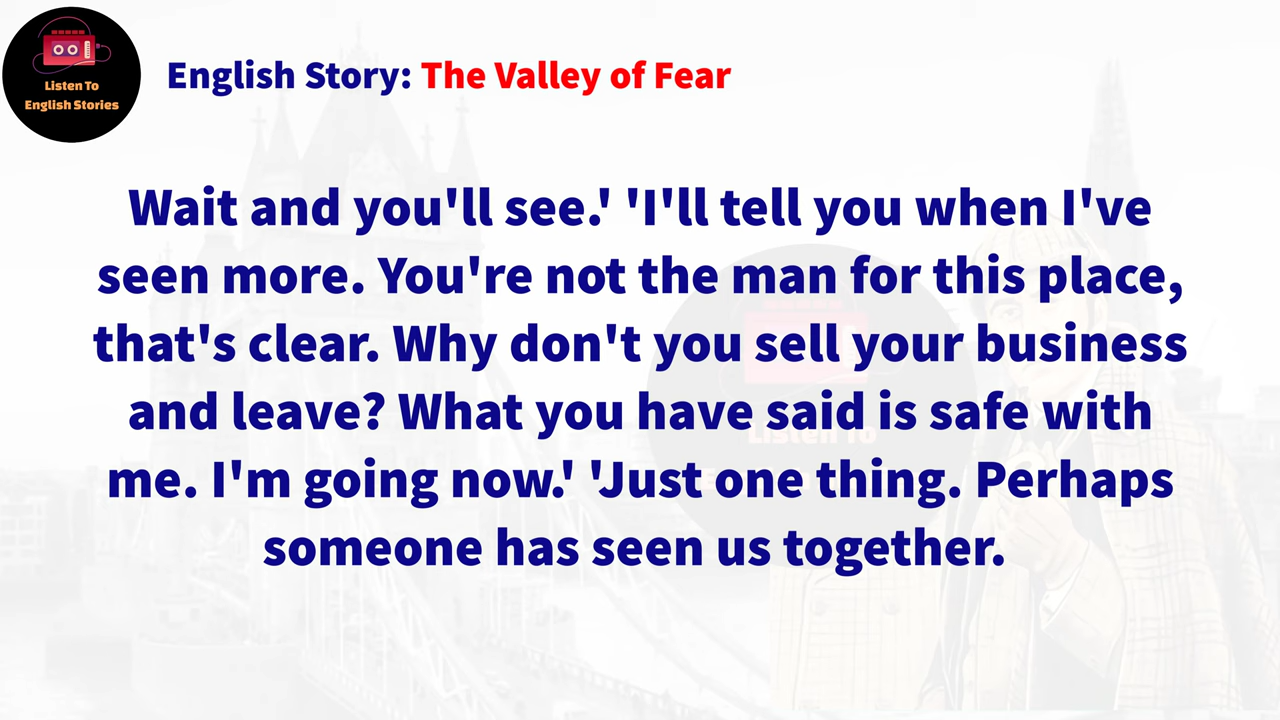 Listen To
English Stories
English Story: The Valley of Fear
Wait and you'll see.' 'I'll tell you when I've
seen more. You're not the man for this place,
that's clear. Why don't you sell your business
and leave? What you have said is safe with
me. I'm going now.' 'Just one thing. Perhaps
someone has seen us together.
Listen To